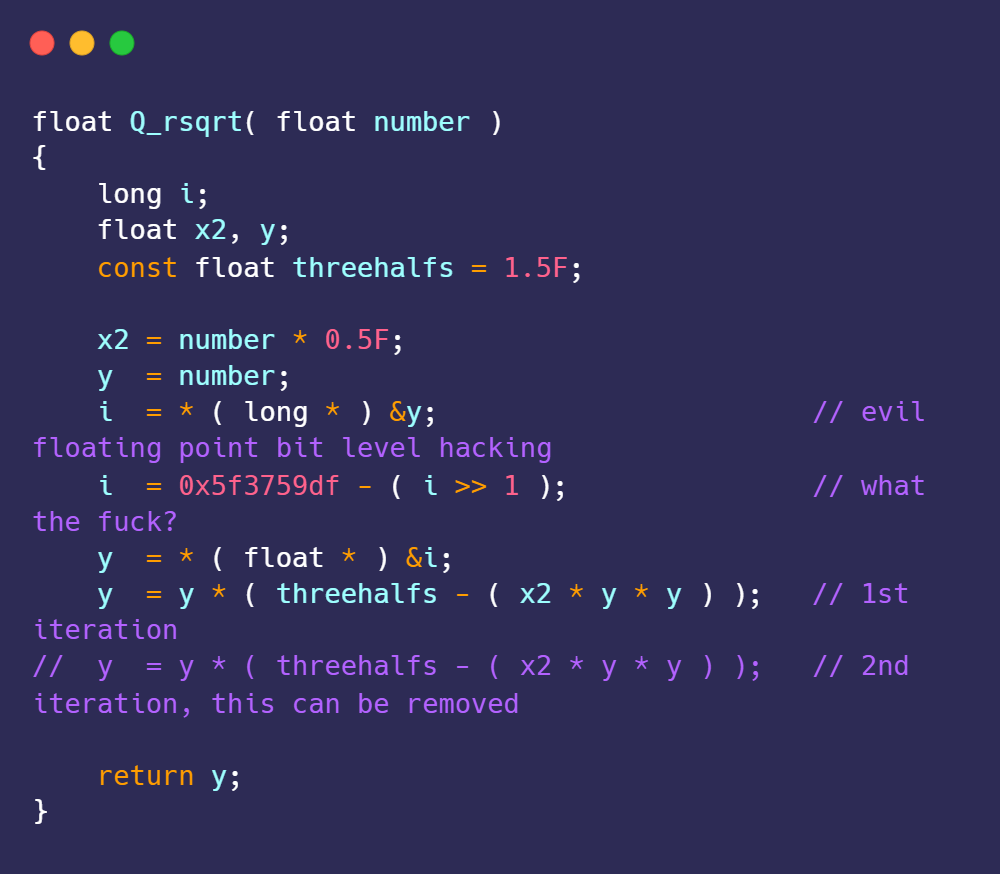 float Q_rsqrt( float number )
{
    long i;
    float x2, y;
    const float threehalfs = 1.5F;

    x2 = number * 0.5F;
    y  = number;
    i  = * ( long * ) &y;                       // evil
floating point bit level hacking
    i  = 0x5f3759df - ( i >> 1 );               // what
the fuck?
    y  = * ( float * ) &i;
    y  = y * ( threehalfs - ( x2 * y * y ) );   // 1st
iteration
//  y  = y * ( threehalfs - ( x2 * y * y ) );   // 2nd
iteration, this can be removed

    return y;
}